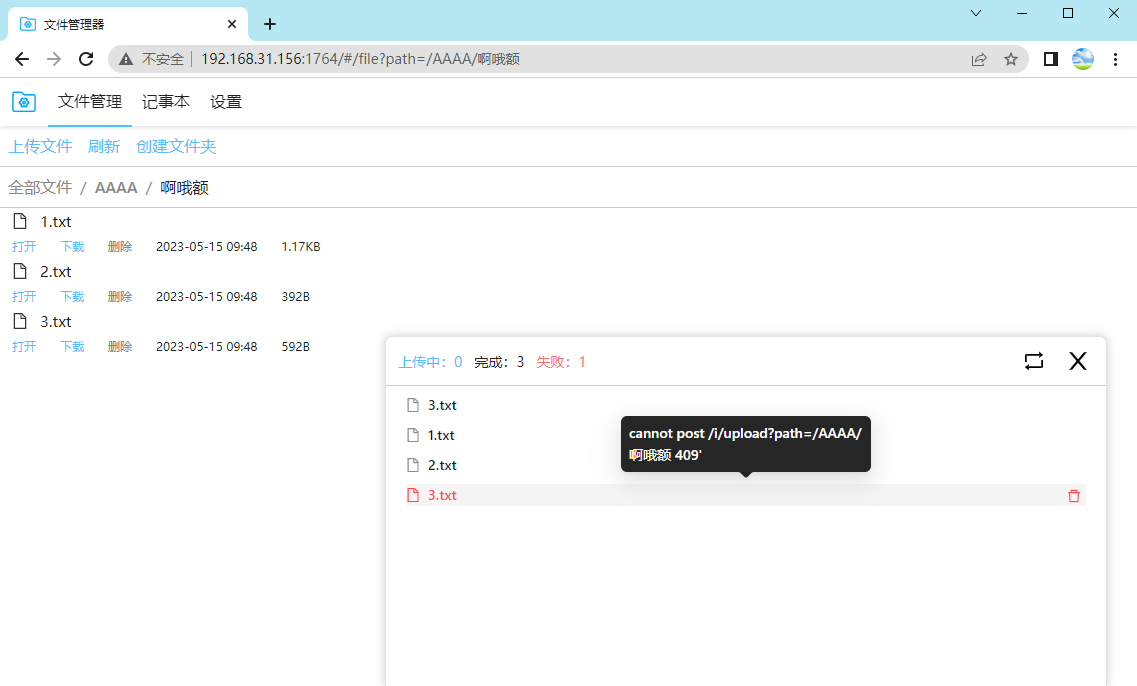 文件管理器
不安全 192.168.31.156:1764/#/file?path=/AAAA/啊哦额
文件管理 记事本 设置
上传文件 刷新 创建文件夹
全部文件 / AAAA / 啊哦额
1.txt
打开 下载 删除 2023-05-15 09:48 1.17KB
2.txt
打开 下载 删除 2023-05-15 09:48 392B
3.txt
打开 下载 删除 2023-05-15 09:48 592B
上传中：0 完成：3 失败：1
3.txt
1.txt
2.txt
3.txt
cannot post /i/upload?path=/AAAA/
啊哦额 409'